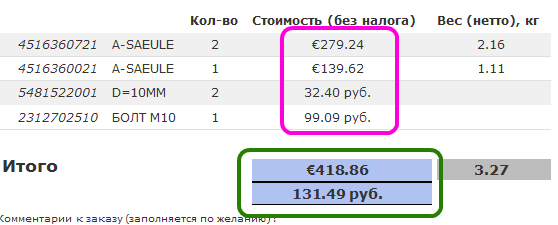 Кол-во Стоимость (без налога) Вес (нетто), кг
4516360721 A-SAEULE 2 €279.24 2.16
4516360021 A-SAEULE 1 €139.62 1.11
5481522001 D=10MM 2 32.40 руб.
2312702510 БОЛТ M10 1 99.09 руб.
Итого €418.86 3.27
131.49 руб.
Комментарии к заказу (заполняется по желанию):